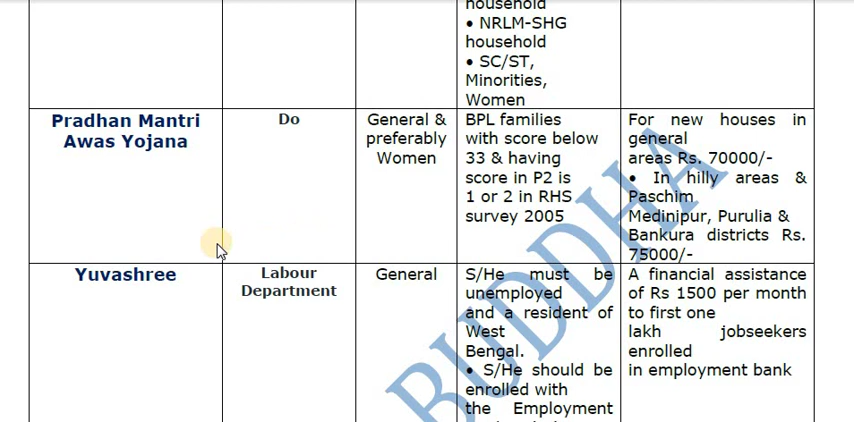 household
• NRLM-SHG
household
• SC/ST,
Minorities,
Women
Pradhan Mantri
Awas Yojana
Do
General &
preferably
Women
BPL families
with score below
33 & having
score in P2 is
1 or 2 in RHS
survey 2005
For new houses in
general
areas Rs. 70000/-
• In hilly areas &
Paschim
Medinipur, Purulia &
Bankura districts Rs.
75000/-
Yuvashree
Labour
Department
General
S/He must be
unemployed
and a resident of
West
Bengal.
• S/He should be
enrolled with
the Employment
A financial assistance
of Rs 1500 per month
to first one
lakh jobseekers
enrolled
in employment bank
BUDDHA